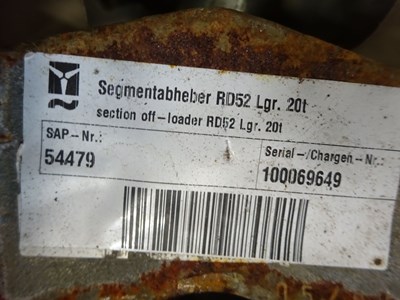 Segmentabheber RD52 Lgr. 20t
section off-loader RD52 Lgr. 20t
SAP-Nr.:
54479
Serial-/Chargen-Nr.:
100069649